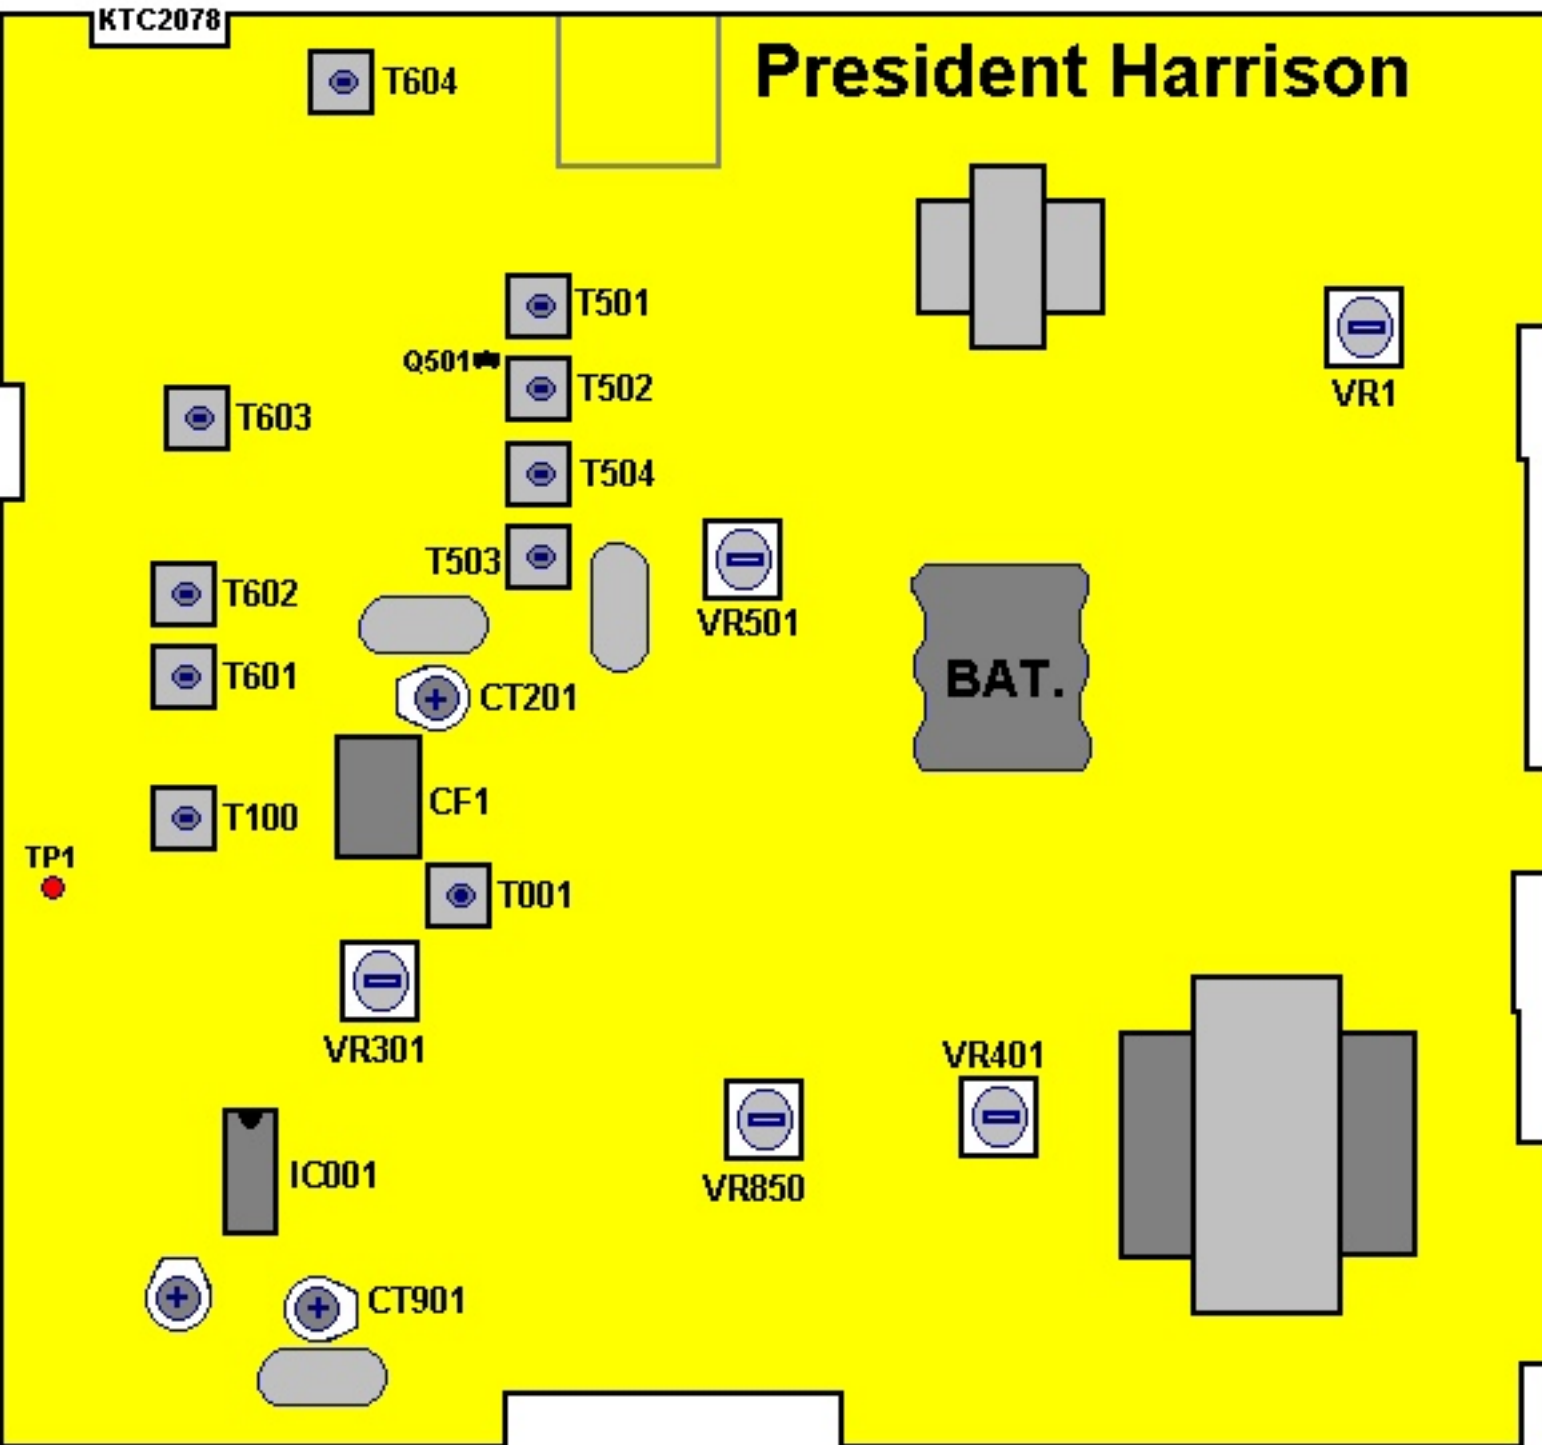 KTC2078
President Harrison
T604
T501
Q501
T502
VR1
T603
T504
T503
VR501
T602
T601
CT201
BAT.
CF1
T100
TP1
T001
VR301
VR401
IC001
VR850
CT901